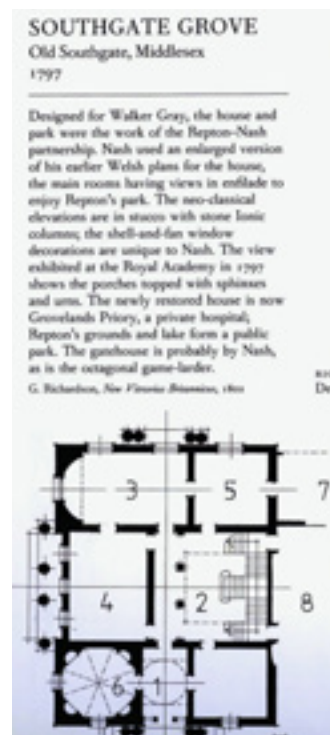 SOUTHGATE GROVE
Old Southgate, Middlesex
1797
Designed for Walker Gray, the house and
park were the work of the Repton–Nash
partnership. Nash used an enlarged version
of his earlier Welsh plans for the house,
the main rooms having views in enfilade to
enjoy Repton's park. The neo-classical
elevations are in stucco with stone Ionic
columns; the shell-and-fan window
decorations are unique to Nash. The view
exhibited at the Royal Academy in 1797
shows the porches topped with sphinxes
and urns. The newly restored house is now
Grovelands Priory, a private hospital;
Repton's grounds and lake form a public
park. The gatehouse is probably by Nash,
as is the octagonal game-larder.
G. Richardson, New Vitruvius Britannicus, 1802
De
3 5 7
4 2 8
6 1